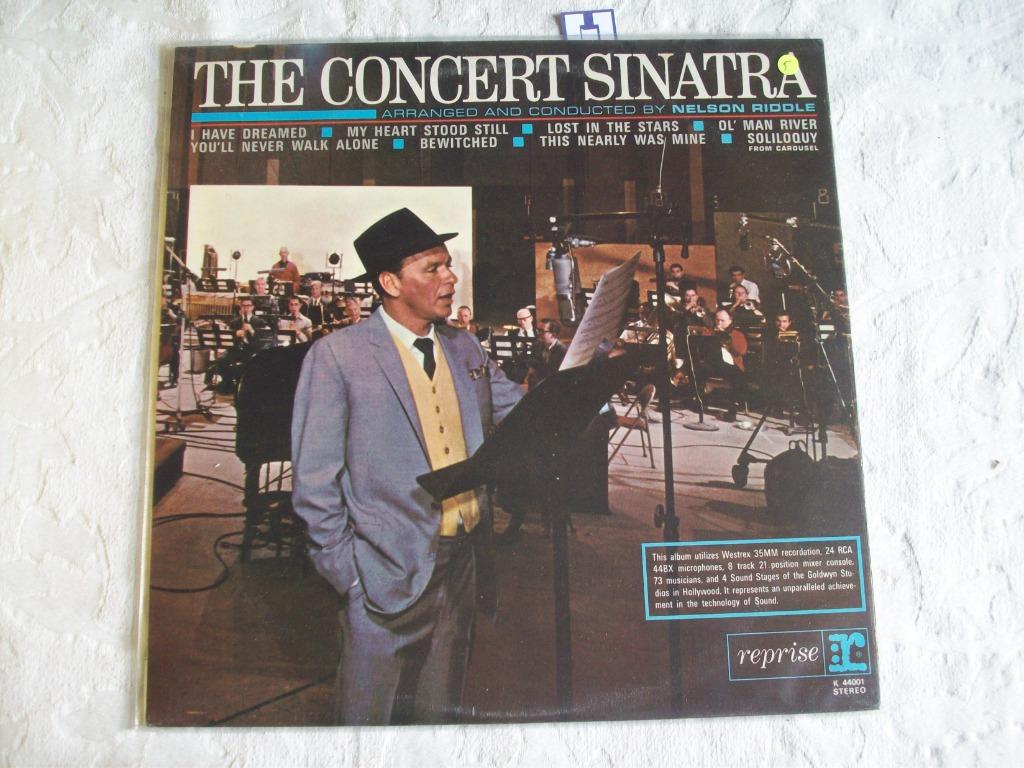 THE CONCERT SINATRA
5
ARRANGED AND CONDUCTED BY NELSON RIDDLE
I HAVE DREAMED ■ MY HEART STOOD STILL ■ LOST IN THE STARS ■ OL' MAN RIVER
YOU'LL NEVER WALK ALONE ■ BEWITCHED ■ THIS NEARLY WAS MINE ■ SOLILOQUY
FROM CAROUSEL
8
This album utilizes Westrex 35MM recordation, 24 RCA
44BX microphones, 8 track 21 position mixer console,
73 musicians, and 4 Sound Stages of the Goldwyn Stu-
dios in Hollywood. It represents an unparalleled achieve-
ment in the technology of Sound.
reprise r:
K 44001
STEREO